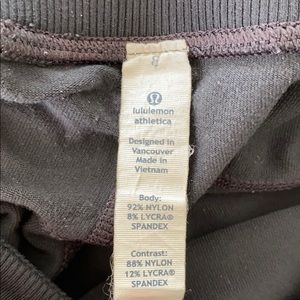 8
lululemon
athletica
Designed in
Vancouver
Made in
Vietnam
Body:
92% NYLON
8% LYCRA®
SPANDEX
Contrast:
88% NYLON
12% LYCRA®
SPANDEX